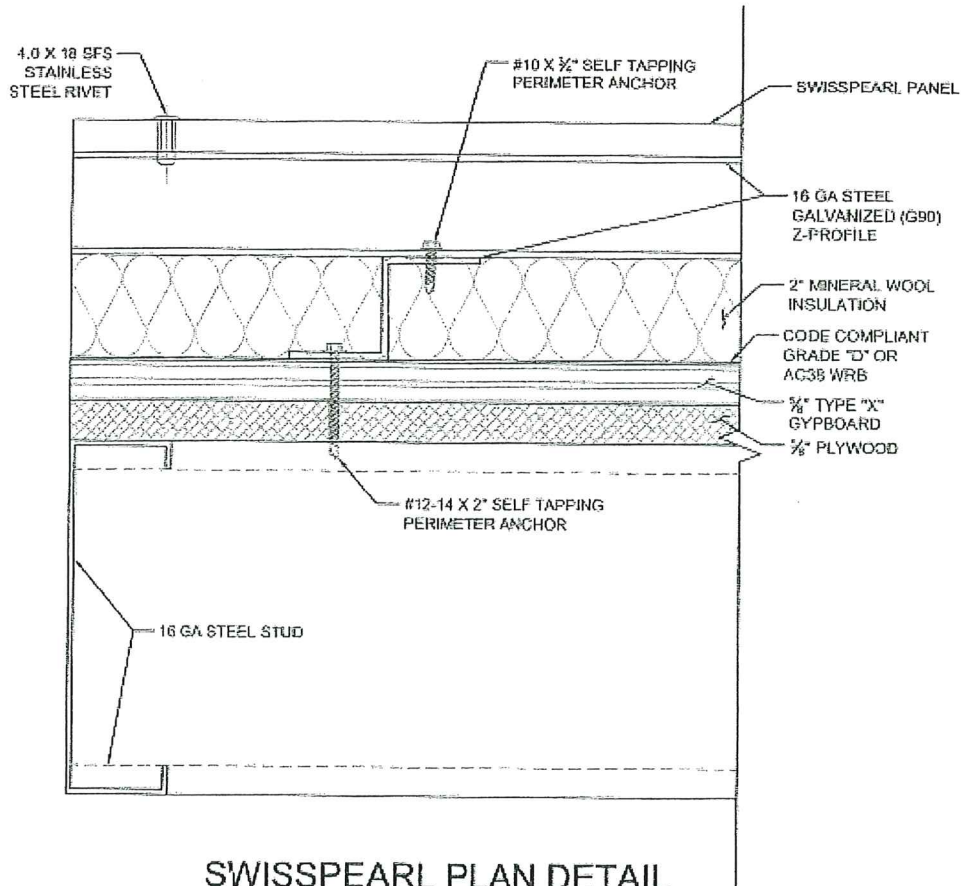 4.0 X 18 SFS
STAINLESS
STEEL RIVET
#10 X ¾" SELF TAPPING
PERIMETER ANCHOR
SWISSPEARL PANEL
16 GA STEEL
GALVANIZED (G90)
Z-PROFILE
2" MINERAL WOOL
INSULATION
CODE COMPLIANT
GRADE "D" OR
AC38 WRB
⅝" TYPE "X"
GYPBOARD
⅝" PLYWOOD
#12-14 X 2" SELF TAPPING
PERIMETER ANCHOR
16 GA STEEL STUD
SWISSPEARL PLAN DETAIL